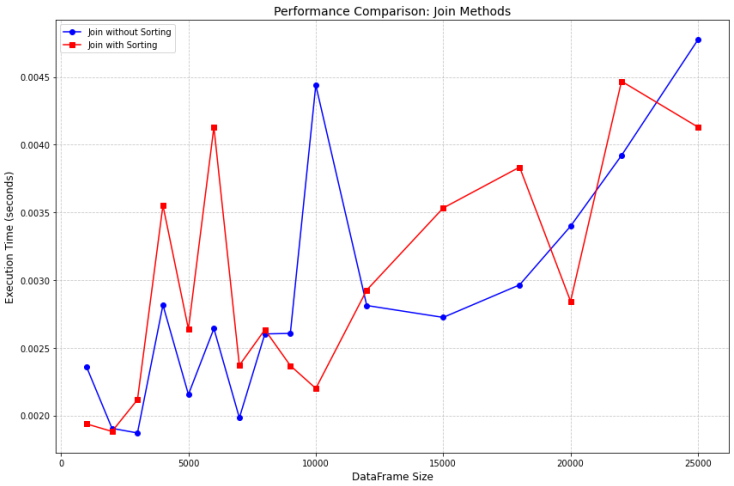 Performance Comparison: Join Methods
Join without Sorting
Join with Sorting
Execution Time (seconds)
0.0045
0.0040
0.0035
0.0030
0.0025
0.0020
0
5000
10000
15000
20000
25000
DataFrame Size